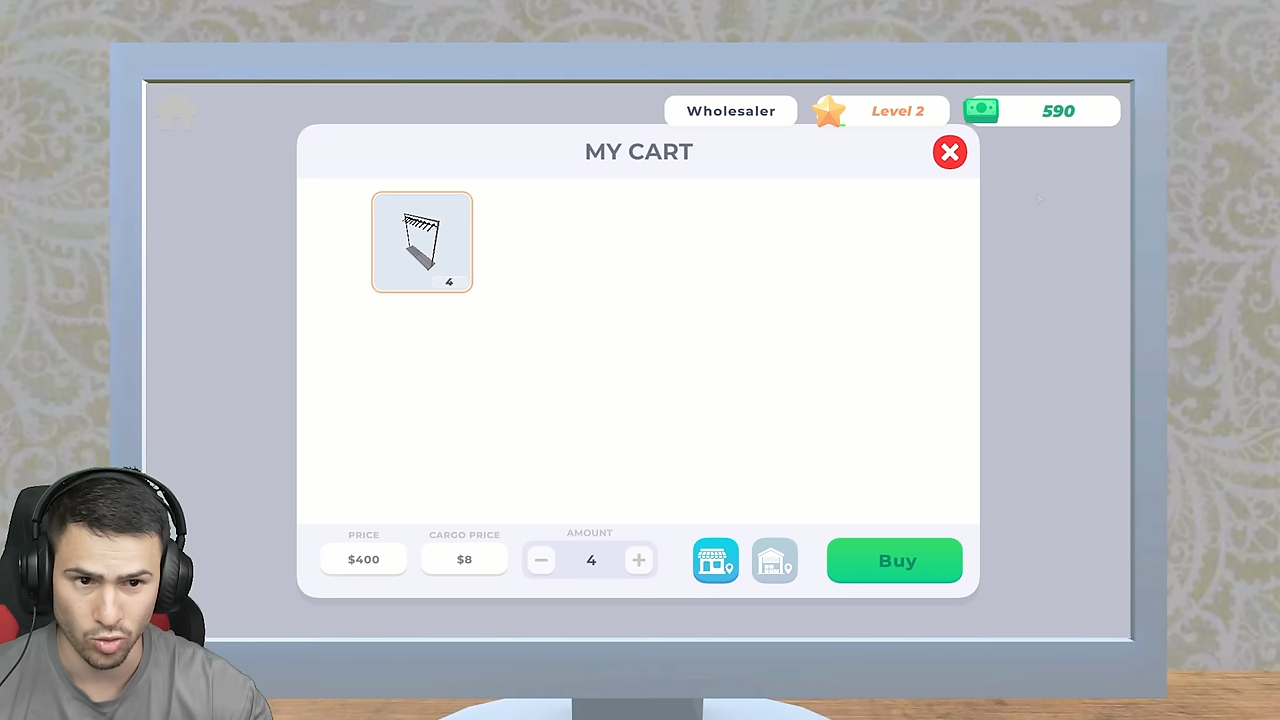 Wholesaler
Level 2
590
MY CART
4
PRICE
CARGO PRICE
AMOUNT
$400
$8
4
Buy